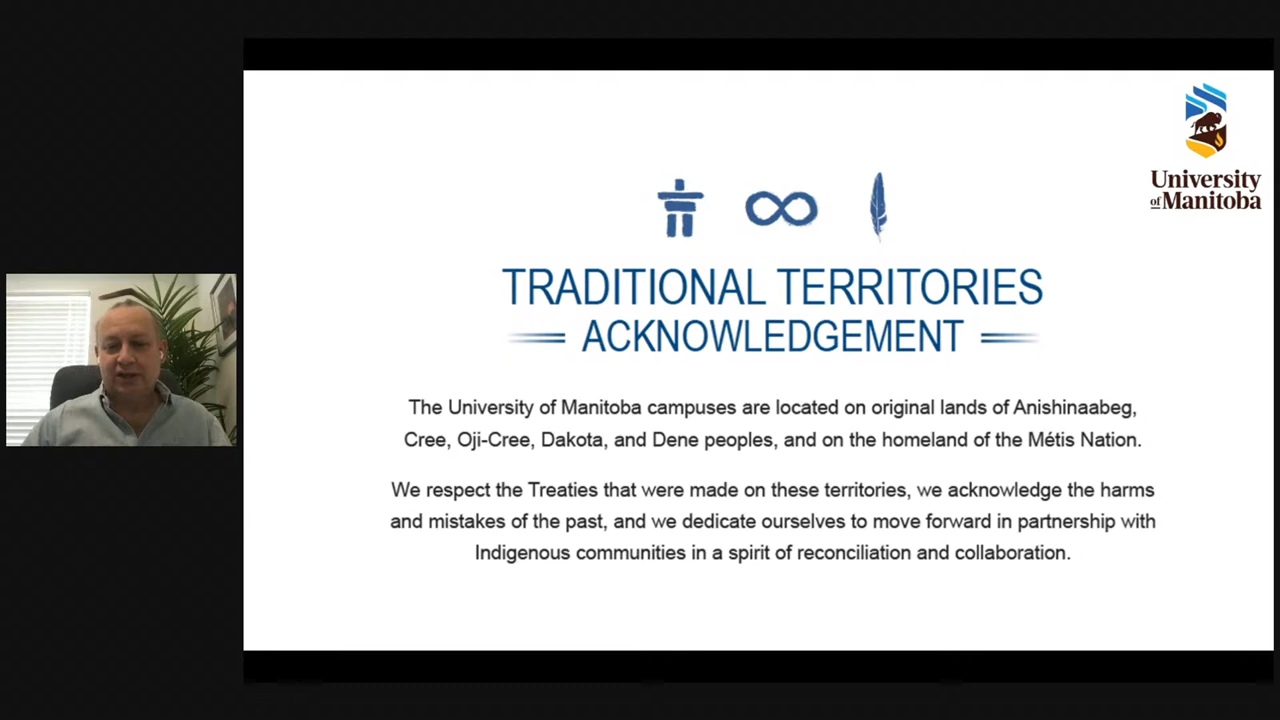 University
of Manitoba
TRADITIONAL TERRITORIES
ACKNOWLEDGEMENT
The University of Manitoba campuses are located on original lands of Anishinaabeg,
Cree, Oji-Cree, Dakota, and Dene peoples, and on the homeland of the Métis Nation.
We respect the Treaties that were made on these territories, we acknowledge the harms
and mistakes of the past, and we dedicate ourselves to move forward in partnership with
Indigenous communities in a spirit of reconciliation and collaboration.